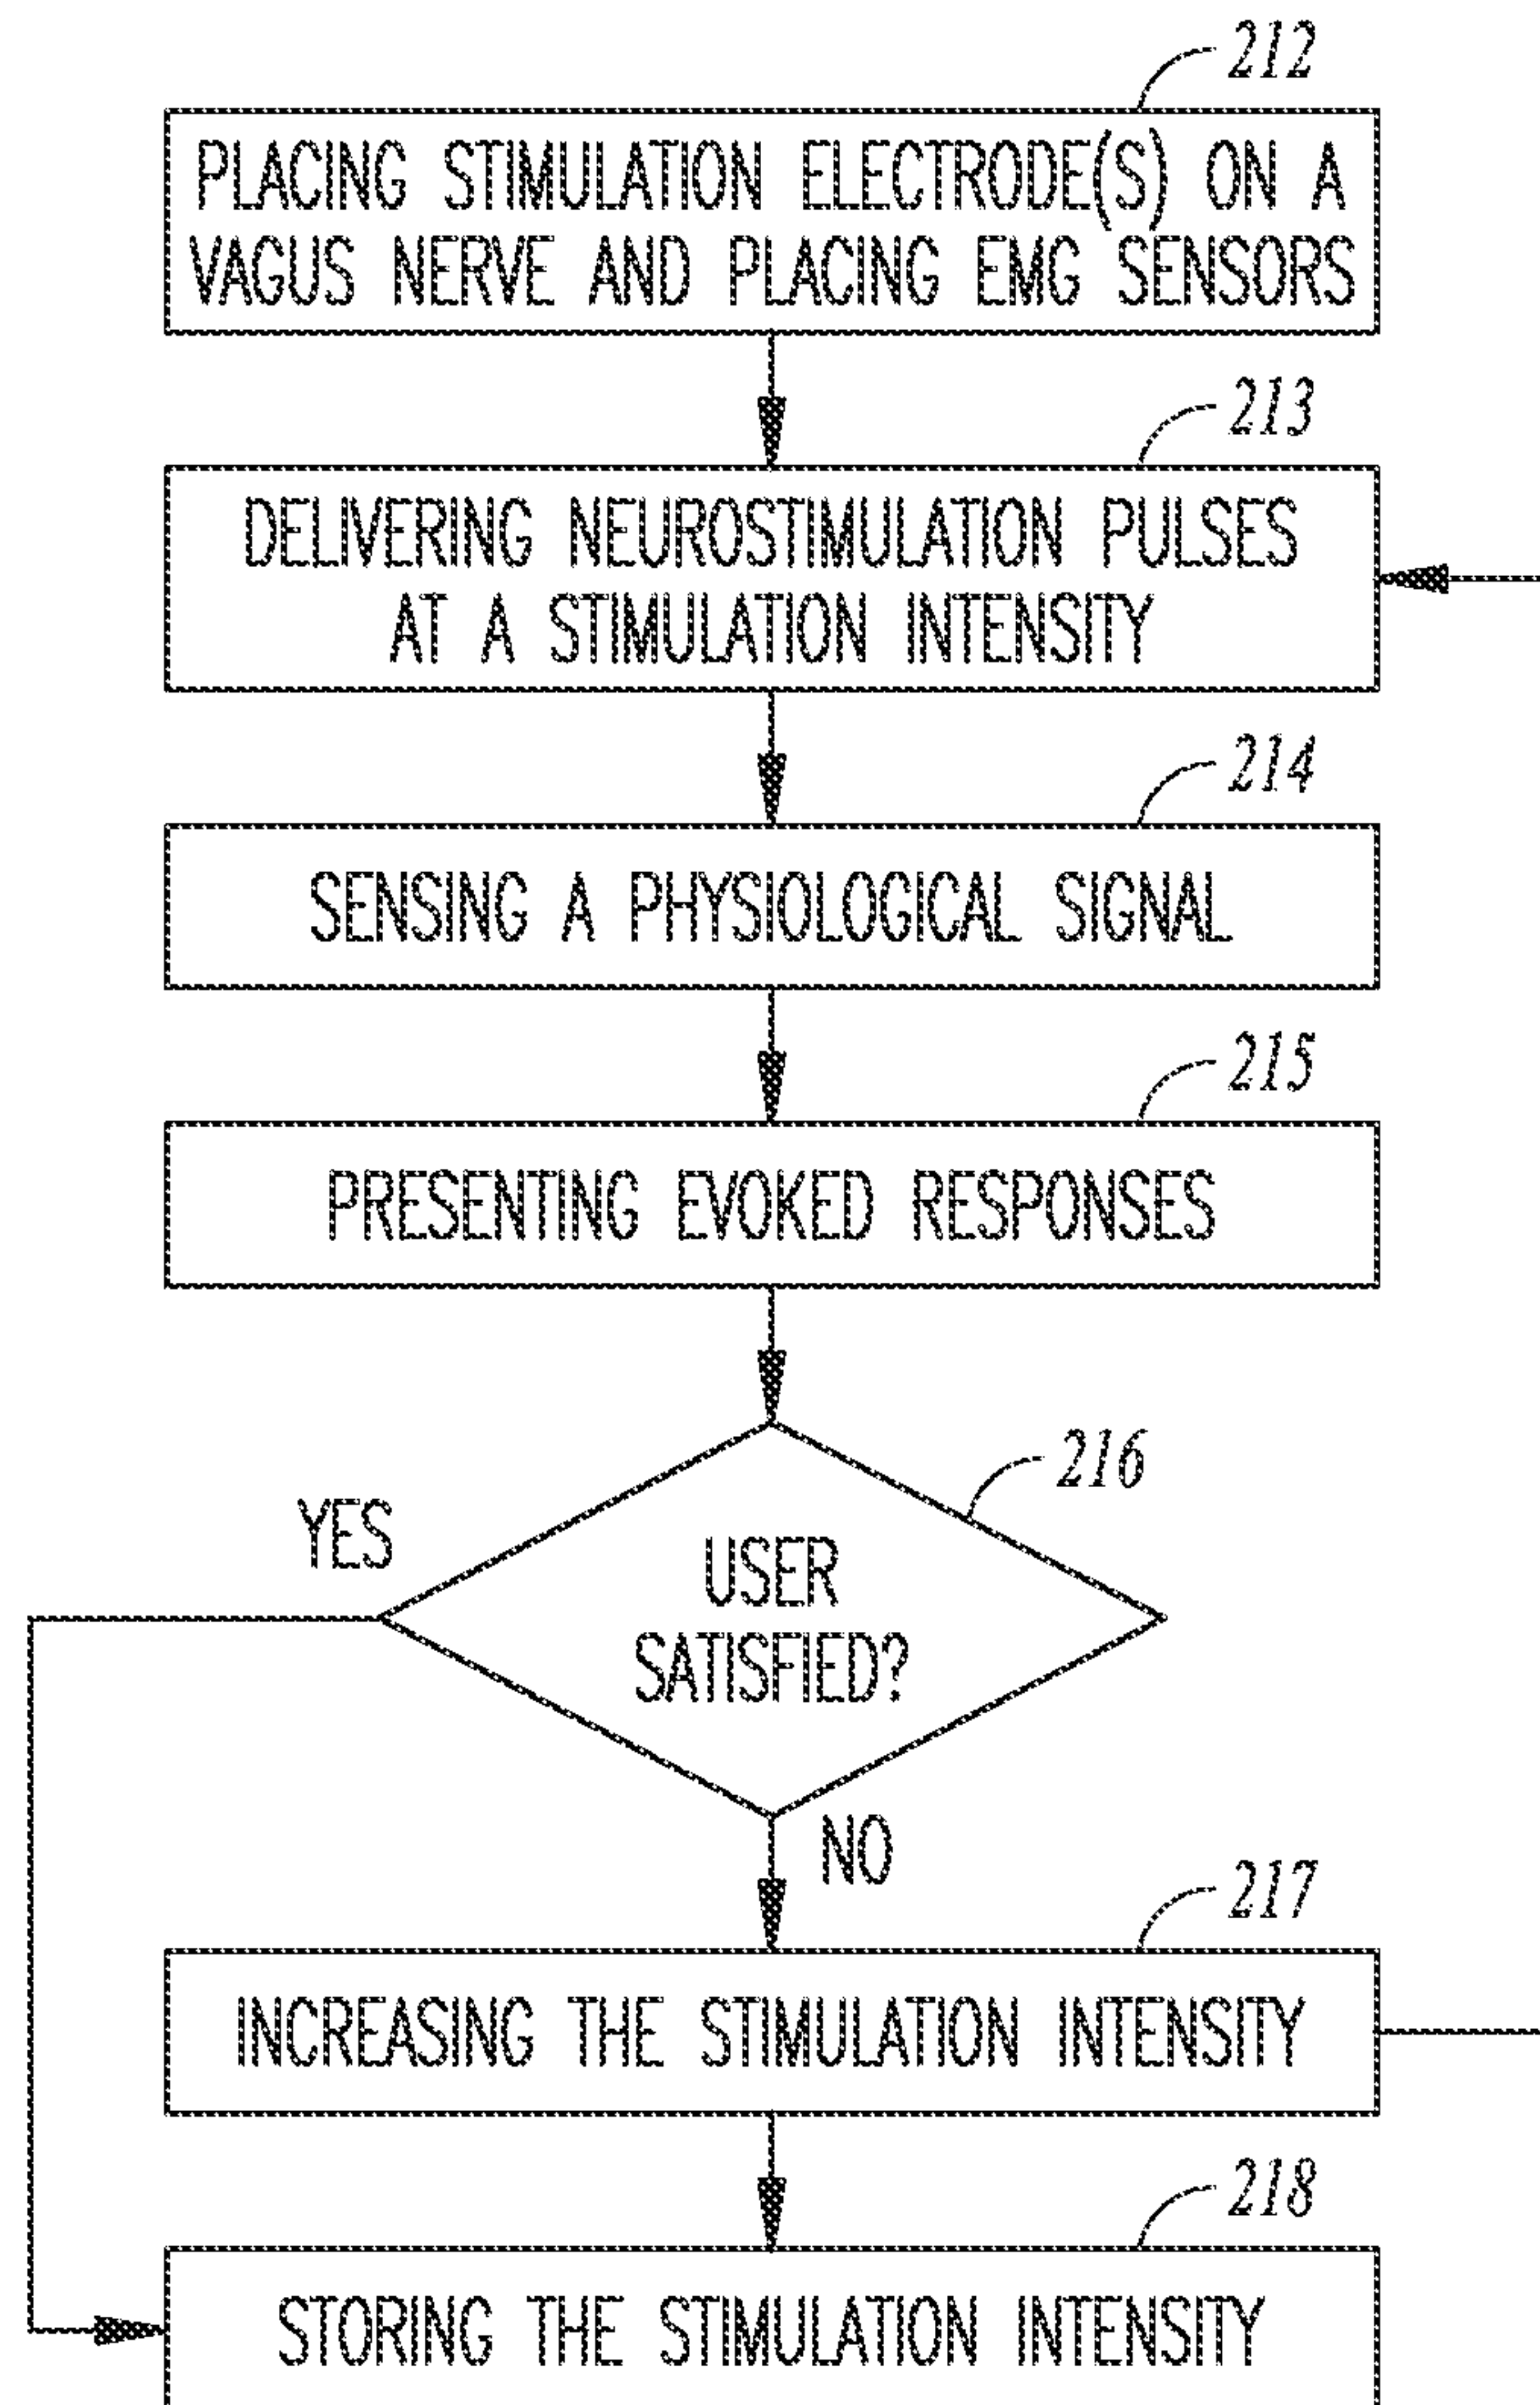 212
PLACING STIMULATION ELECTRODE(S) ON A
VAGUS NERVE AND PLACING EMG SENSORS
213
DELIVERING NEUROSTIMULATION PULSES
AT A STIMULATION INTENSITY
214
SENSING A PHYSIOLOGICAL SIGNAL
215
PRESENTING EVOKED RESPONSES
216
YES
USER
SATISFIED?
NO
217
INCREASING THE STIMULATION INTENSITY
218
STORING THE STIMULATION INTENSITY